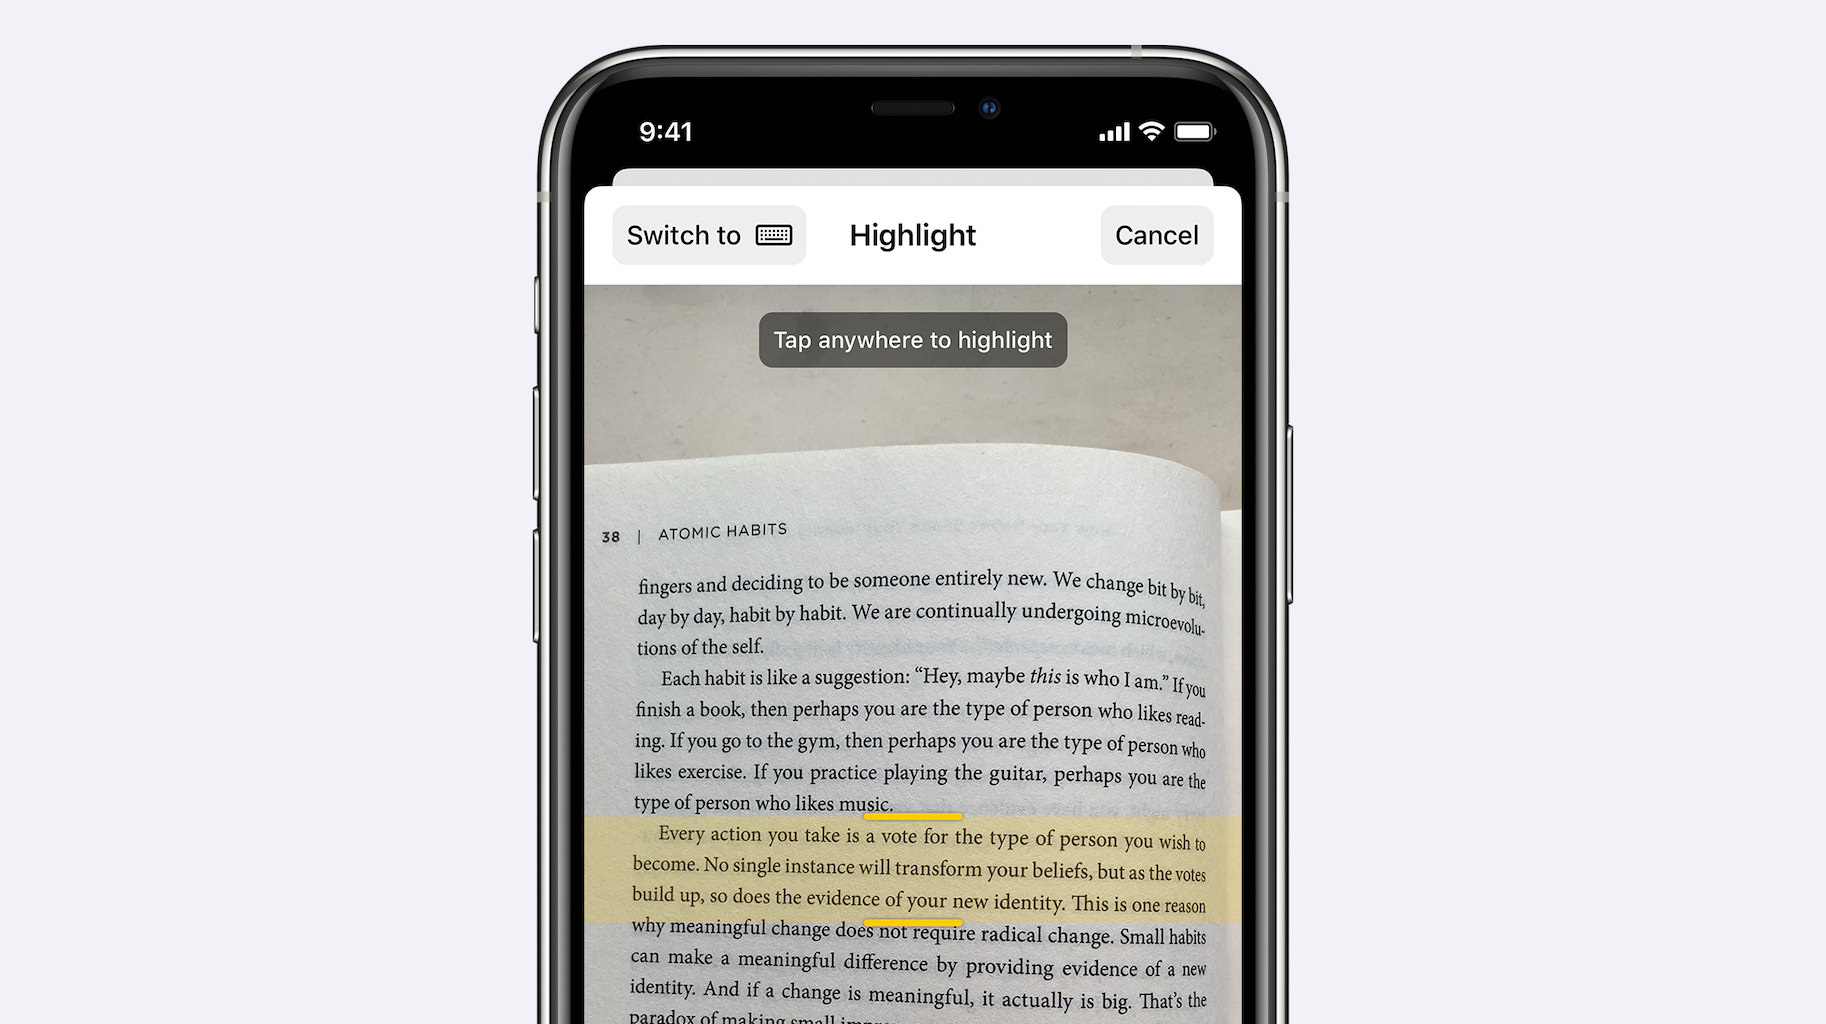 9:41
Switch to
Highlight
Cancel
Tap anywhere to highlight
38 | ATOMIC HABITS
fingers and deciding to be someone entirely new. We change bit by bit,
day by day, habit by habit. We are continually undergoing microevolu-
tions of the self.
Each habit is like a suggestion: “Hey, maybe this is who I am.” If you
finish a book, then perhaps you are the type of person who likes read-
ing. If you go to the gym, then perhaps you are the type of person who
likes exercise. If you practice playing the guitar, perhaps you are the
type of person who likes music.
Every action you take is a vote for the type of person you wish to
become. No single instance will transform your beliefs, but as the votes
build up, so does the evidence of your new identity. This is one reason
why meaningful change does not require radical change. Small habits
can make a meaningful difference by providing evidence of a new
identity. And if a change is meaningful, it actually is big. That’s the
paradox of making small